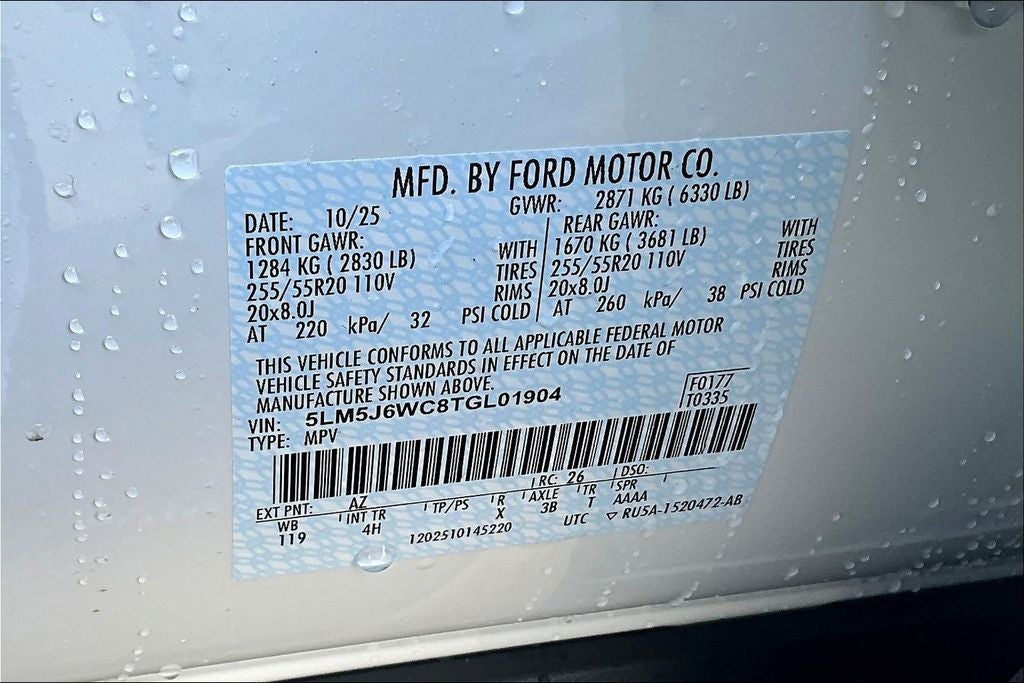 MFD. BY FORD MOTOR CO.
DATE: 10/25 GVWR: 2871 KG ( 6330 LB)
FRONT GAWR: REAR GAWR:
1284 KG ( 2830 LB) WITH 1670 KG ( 3681 LB) WITH
255/55R20 110V TIRES 255/55R20 110V TIRES
20x8.0J RIMS 20x8.0J RIMS
AT 220 kPa/ 32 PSI COLD AT 260 kPa/ 38 PSI COLD
THIS VEHICLE CONFORMS TO ALL APPLICABLE FEDERAL MOTOR
VEHICLE SAFETY STANDARDS IN EFFECT ON THE DATE OF
MANUFACTURE SHOWN ABOVE.
VIN: 5LM5J6WC8TGL01904 F0177
TYPE: MPV T0335
EXT PNT: AZ RC: 26 DSO:
WB INT TR TP/PS R AXLE TR SPR
119 4H X 3B T AAAA
1202510145220 UTC ▽ RU5A-1520472-AB